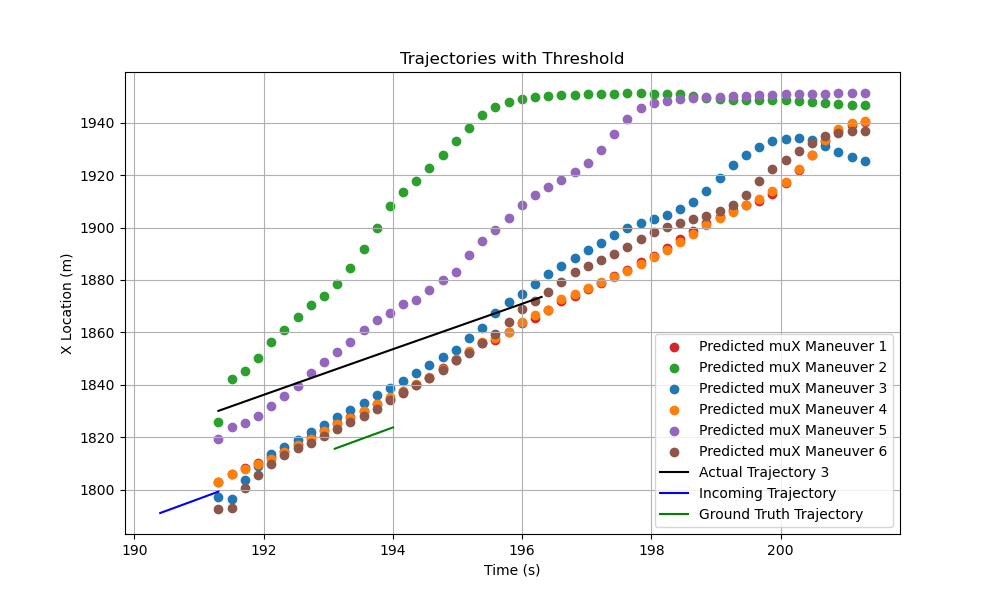 Trajectories with Threshold
X Location (m)
1940
1920
1900
1880
1860
1840
1820
1800
Predicted muX Maneuver 1
Predicted muX Maneuver 2
Predicted muX Maneuver 3
Predicted muX Maneuver 4
Predicted muX Maneuver 5
Predicted muX Maneuver 6
Actual Trajectory 3
Incoming Trajectory
Ground Truth Trajectory
190 192 194 196 198 200
Time (s)